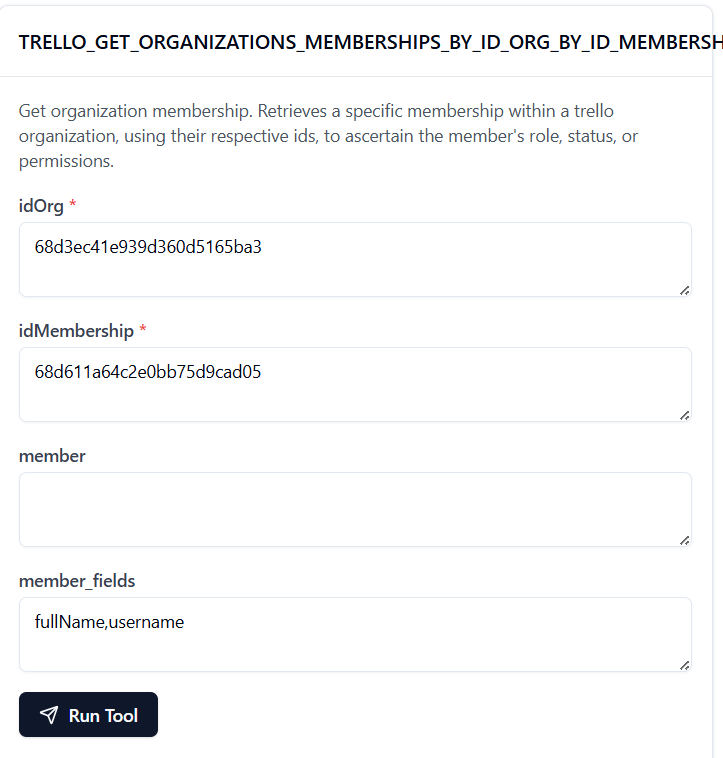 TRELLO_GET_ORGANIZATIONS_MEMBERSHIPS_BY_ID_ORG_BY_ID_MEMBERSH
Get organization membership. Retrieves a specific membership within a trello
organization, using their respective ids, to ascertain the member's role, status, or
permissions.
idOrg *
68d3ec41e939d360d5165ba3
idMembership *
68d611a64c2e0bb75d9cad05
member
member_fields
fullName,username
Run Tool